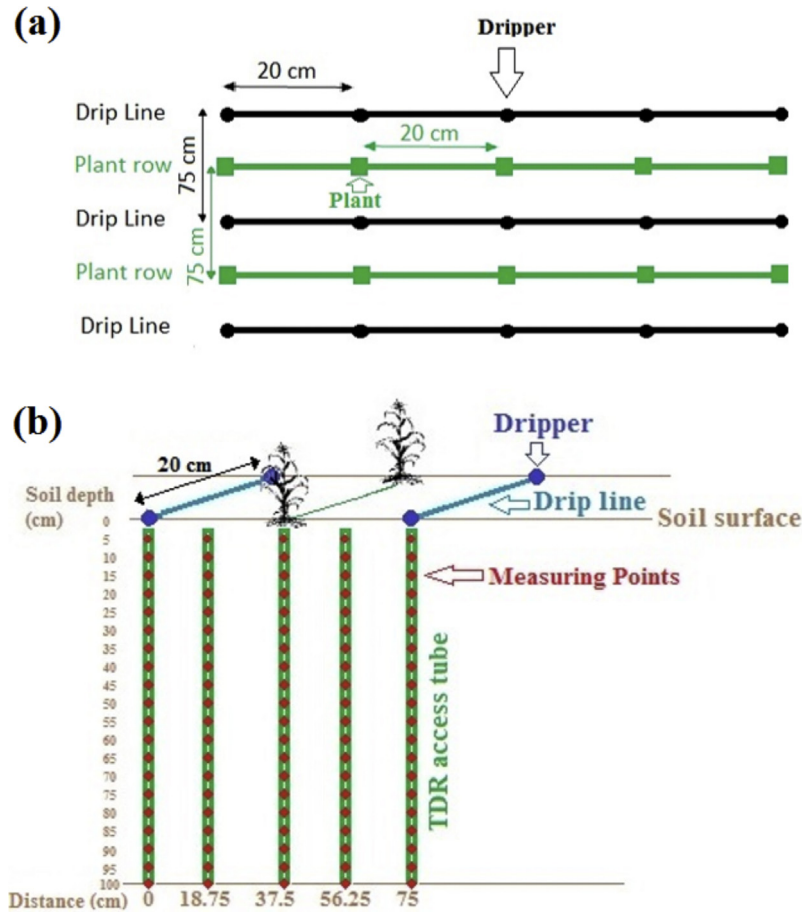 (a)
Dripper
20 cm
Drip Line
20 cm
Plant row
75 cm
Plant
Drip Line
75 cm
Plant row
Drip Line
(b)
Dripper
20 cm
Drip line
Soil depth
(cm)
0
Soil surface
5
10
15
Measuring Points
20
25
30
35
40
45
50
55
60
65
70
75
80
85
90
95
100
TDR access tube
Distance (cm) 0 18.75 37.5 56.25 75